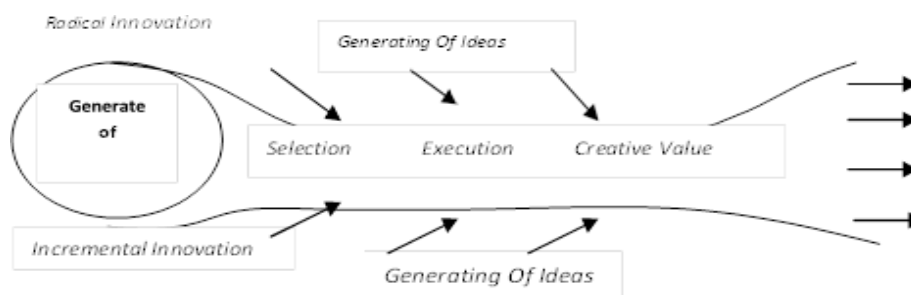 Radical Innovation
Generating Of Ideas
Generate
of
Selection Execution Creative Value
Incremental Innovation
Generating Of Ideas